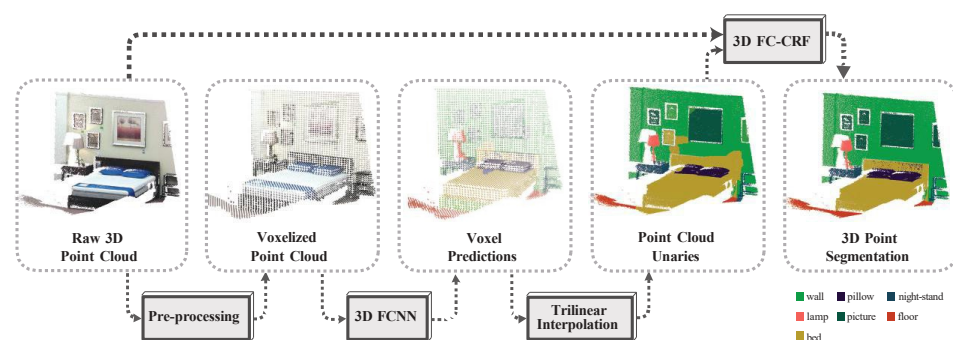 3D FC-CRF
Raw 3D
Point Cloud
Voxelized
Point Cloud
Voxel
Predictions
Point Cloud
Unaries
3D Point
Segmentation
Pre-processing
3D FCNN
Trilinear
Interpolation
wall pillow night-stand
lamp picture floor
bed